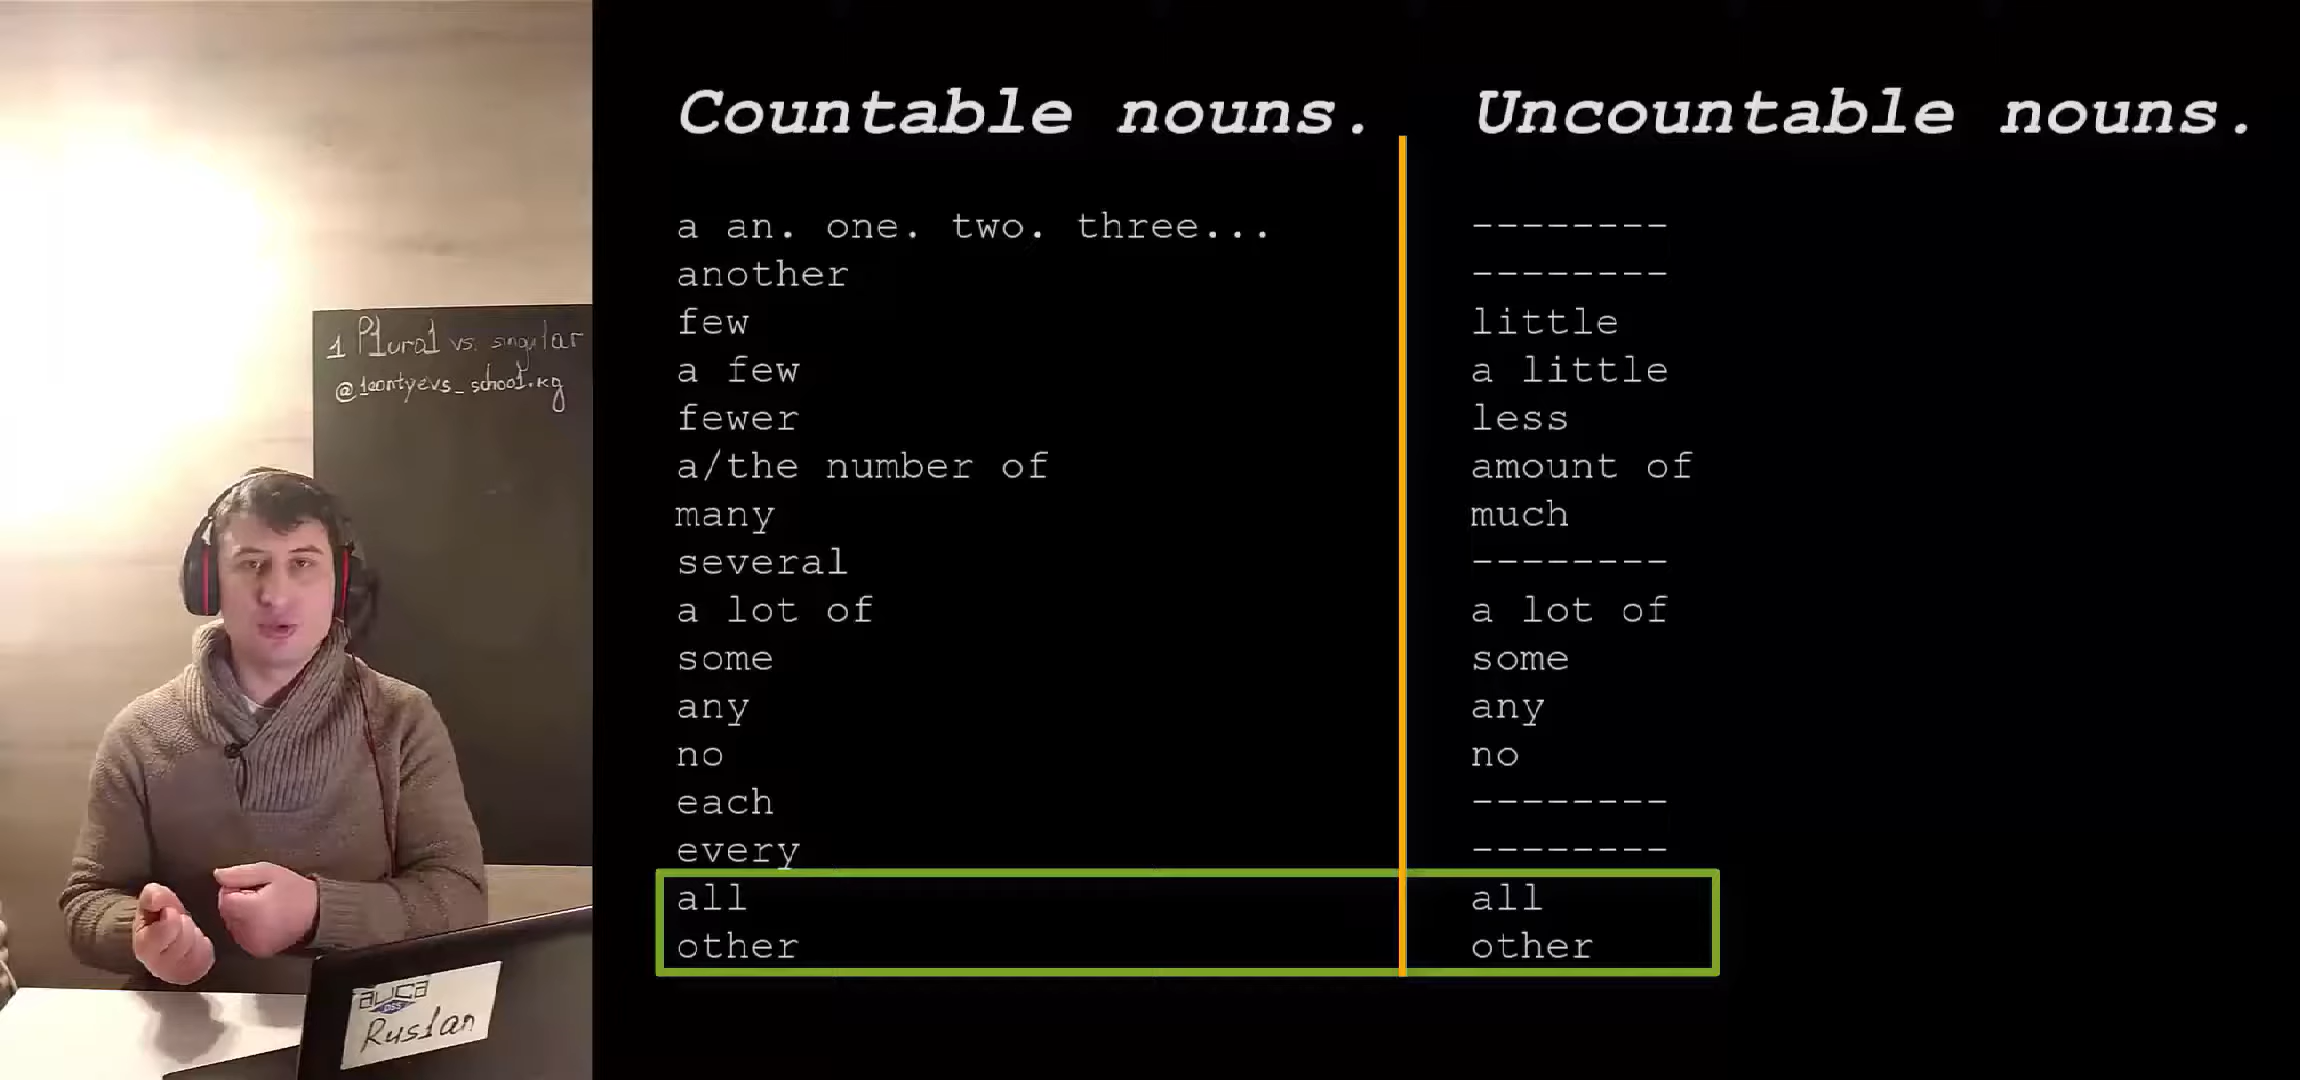 Countable nouns.
Uncountable nouns.
a an. one. two. three...
--------
another
--------
few
little
a few
a little
fewer
less
a/the number of
amount of
many
much
several
--------
a lot of
a lot of
some
some
any
any
no
no
each
--------
every
--------
all
all
other
other
1 Plural vs. singular
@leontyevs_school.kg
auca
Ruslan